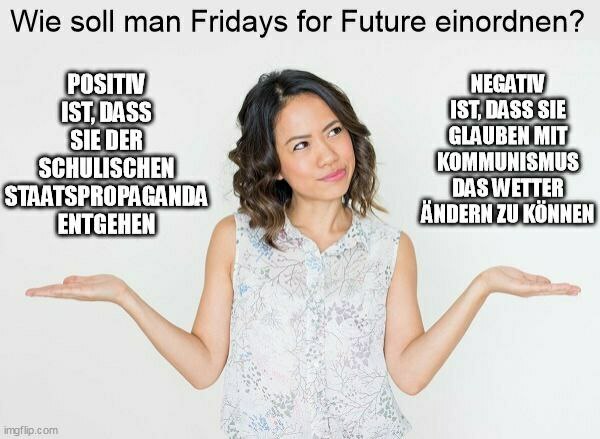 Wie soll man Fridays for Future einordnen?
POSITIV
IST, DASS
SIE DER
SCHULISCHEN
STAATSPROPAGANDA
ENTGEHEN
NEGATIV
IST, DASS SIE
GLAUBEN MIT
KOMMUNISMUS
DAS WETTER
ÄNDERN ZU KÖNNEN
imgflip.com